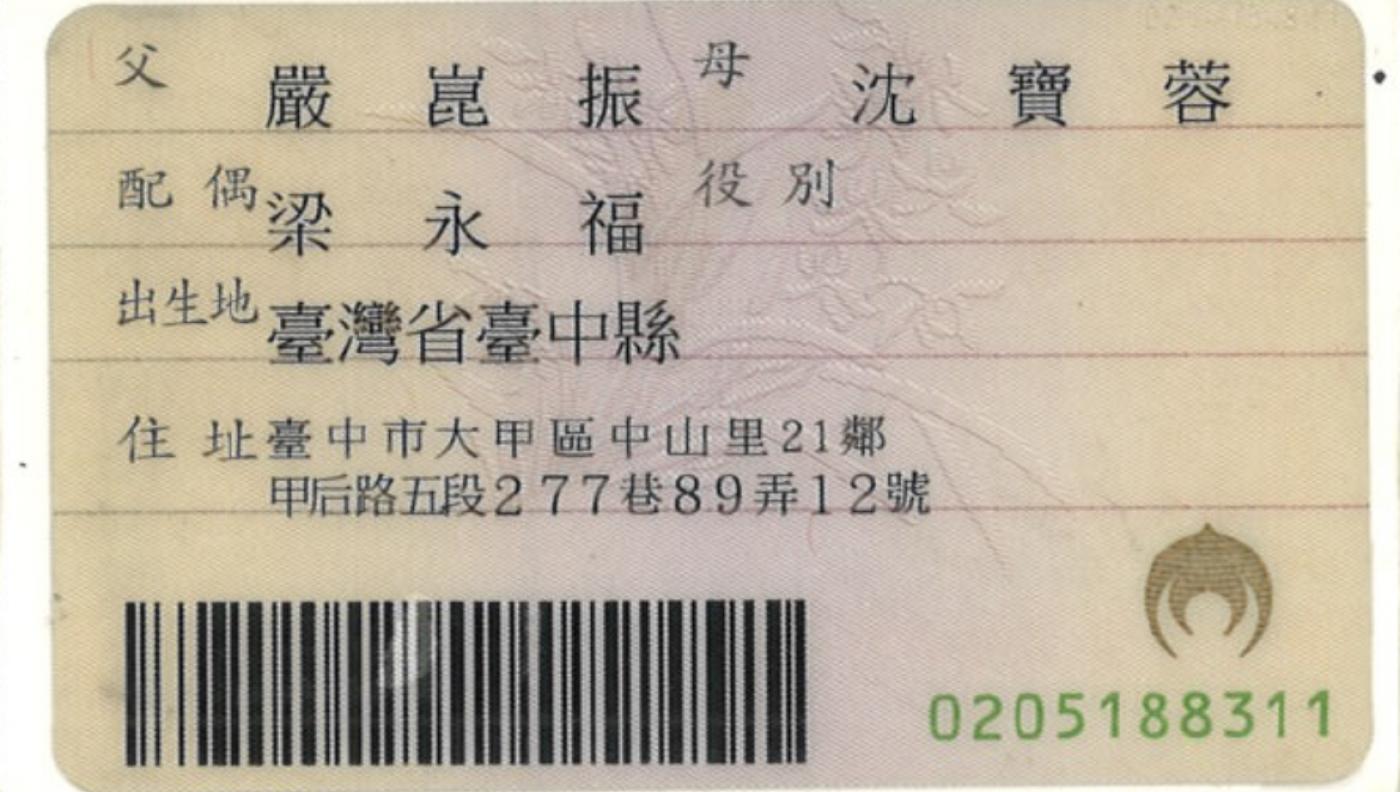 父 嚴崑振 母 沈寶蓉
配偶 梁永福 役別
出生地 臺灣省臺中縣
住址 臺中市大甲區中山里21鄰
甲后路五段277巷89弄12號
0205188311